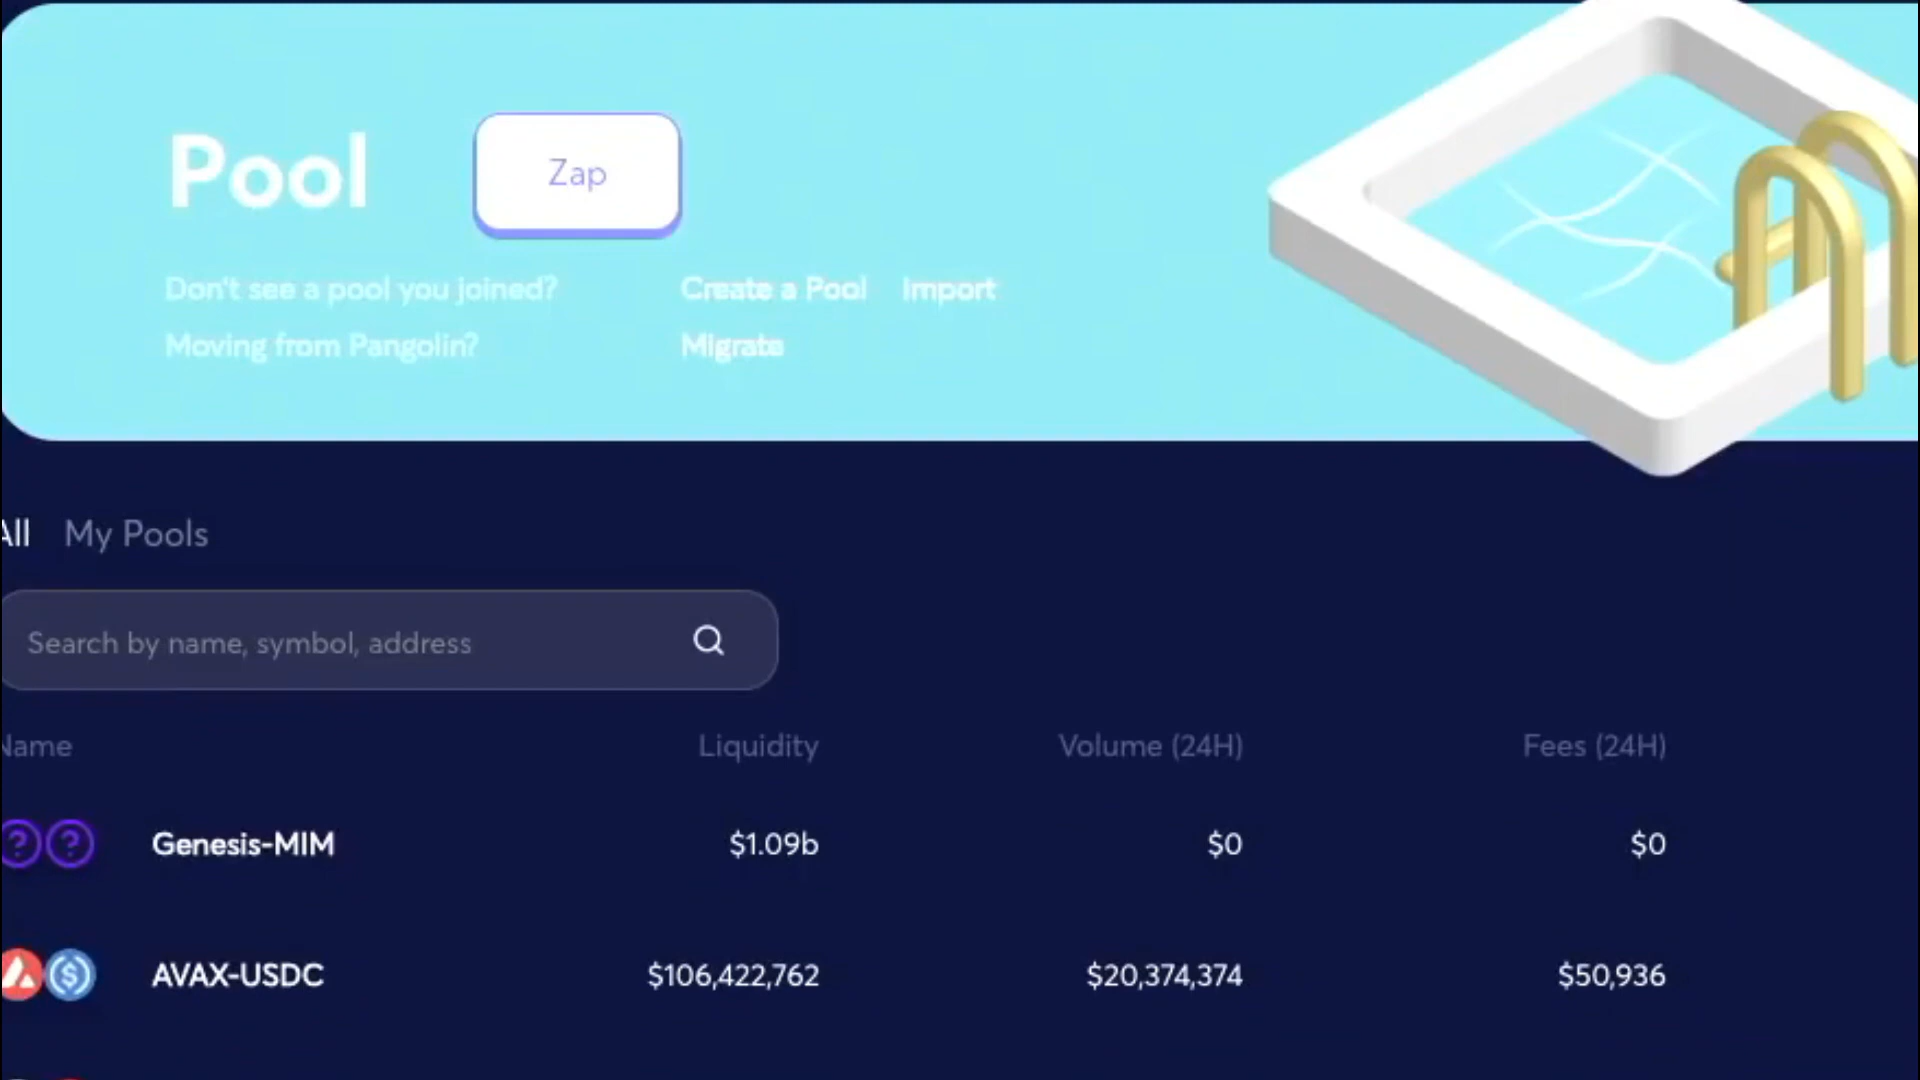 Pool
Zap
Don't see a pool you joined? Create a Pool Import
Moving from Pangolin? Migrate
All My Pools
Search by name, symbol, address
Name Liquidity Volume (24H) Fees (24H)
? ? Genesis-MIM $1.09b $0 $0
$ AVAX-USDC $106,422,762 $20,374,374 $50,936